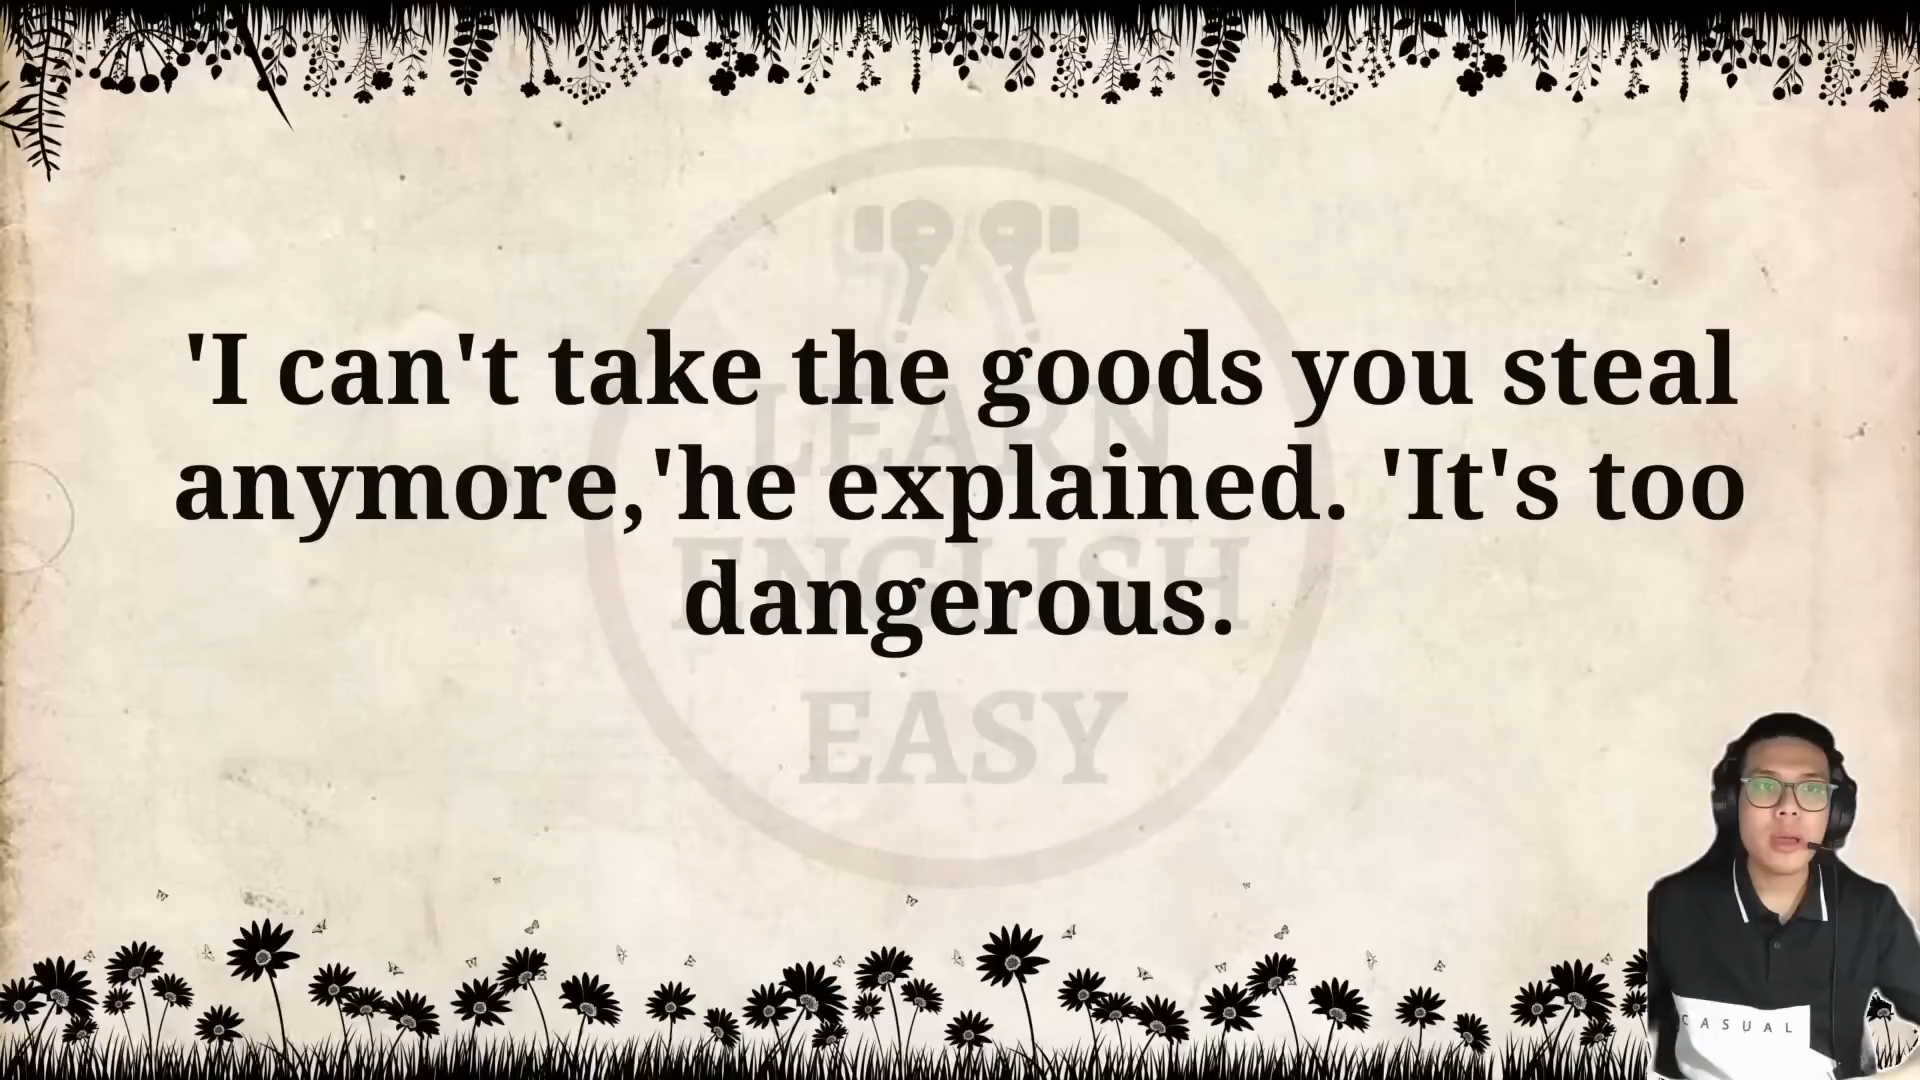 'I can't take the goods you steal
anymore,'he explained. 'It's too
dangerous.
LEARN
ENGLISH
EASY
CASUAL